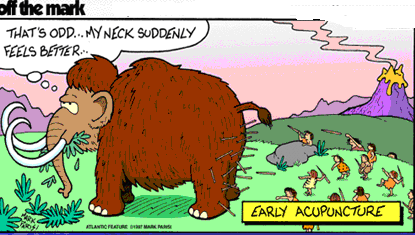 off the mark
THAT'S ODD... MY NECK SUDDENLY
FEELS BETTER...
EARLY ACUPUNCTURE
MARK
PARISI
ATLANTIC FEATURE ©1997 MARK PARISI